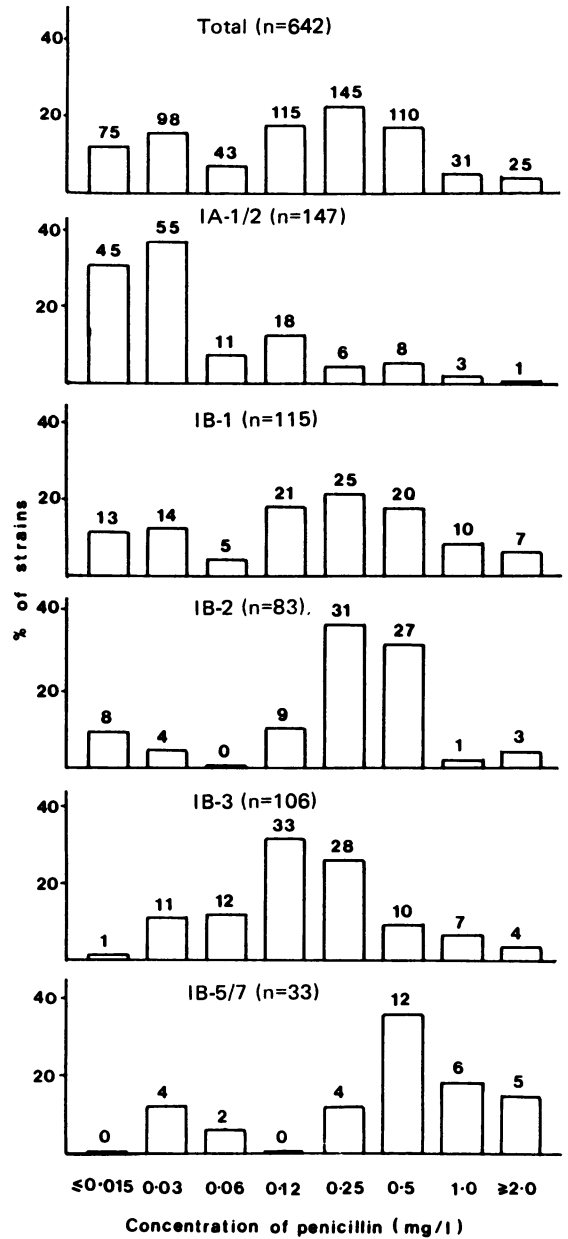 Total (n=642)
40
20
75 98 43 115 145 110 31 25
IA-1/2 (n=147)
40
20
45 55 11 18 6 8 3 1
IB-1 (n=115)
40
20
13 14 5 21 25 20 10 7
IB-2 (n=83).
40
20
8 4 0 9 31 27 1 3
IB-3 (n=106)
40
20
1 11 12 33 28 10 7 4
IB-5/7 (n=33)
40
20
0 4 2 0 4 12 6 5
% of strains
≤0·015 0·03 0·06 0·12 0·25 0·5 1·0 ≥2·0
Concentration of penicillin (mg/l)